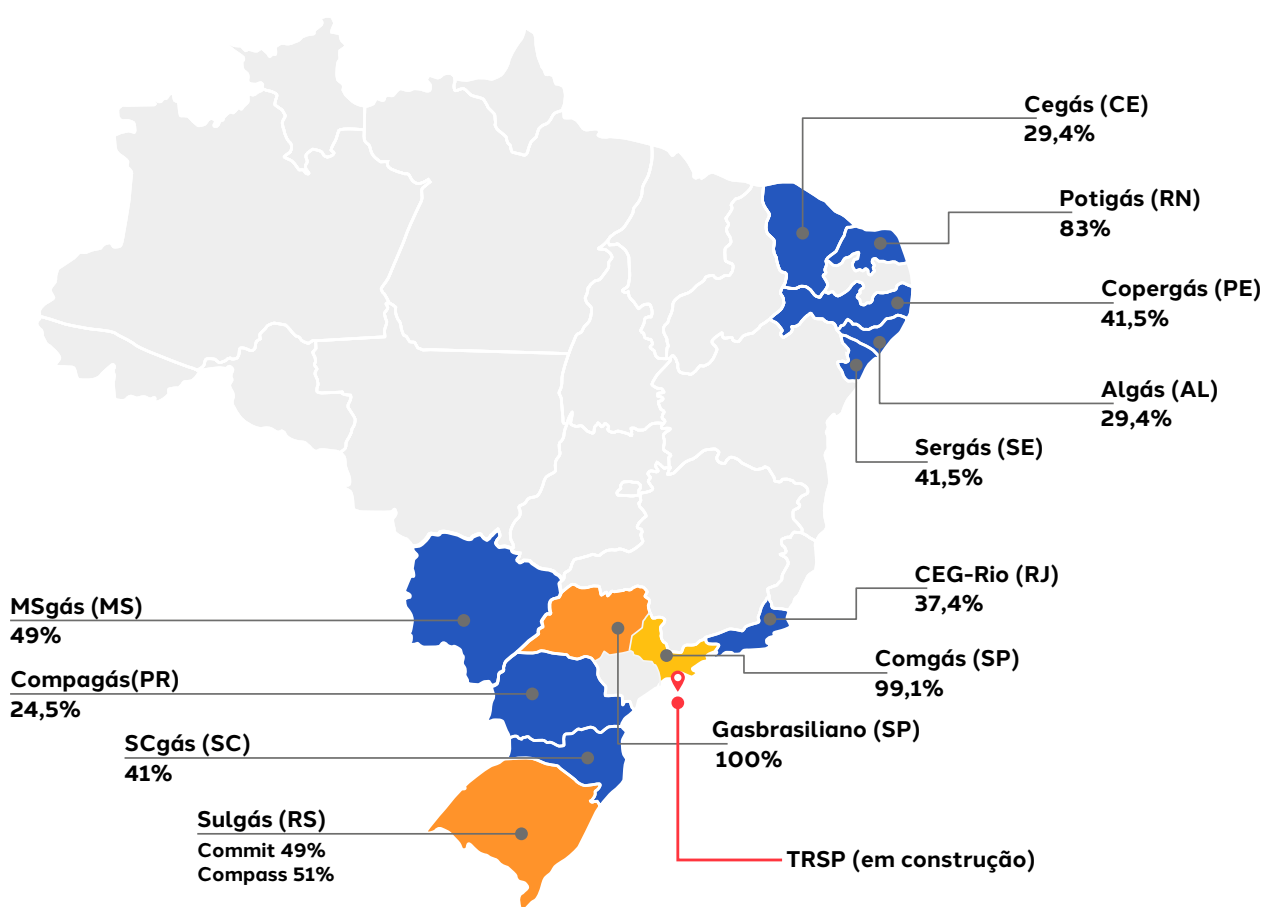 Cegás (CE)
29,4%
Potigás (RN)
83%
Copergás (PE)
41,5%
Algás (AL)
29,4%
Sergás (SE)
41,5%
CEG-Rio (RJ)
37,4%
MSgás (MS)
49%
Comgás (SP)
99,1%
Compagás(PR)
24,5%
Gasbrasiliano (SP)
100%
SCgás (SC)
41%
Sulgás (RS)
Commit 49%
Compass 51%
TRSP (em construção)